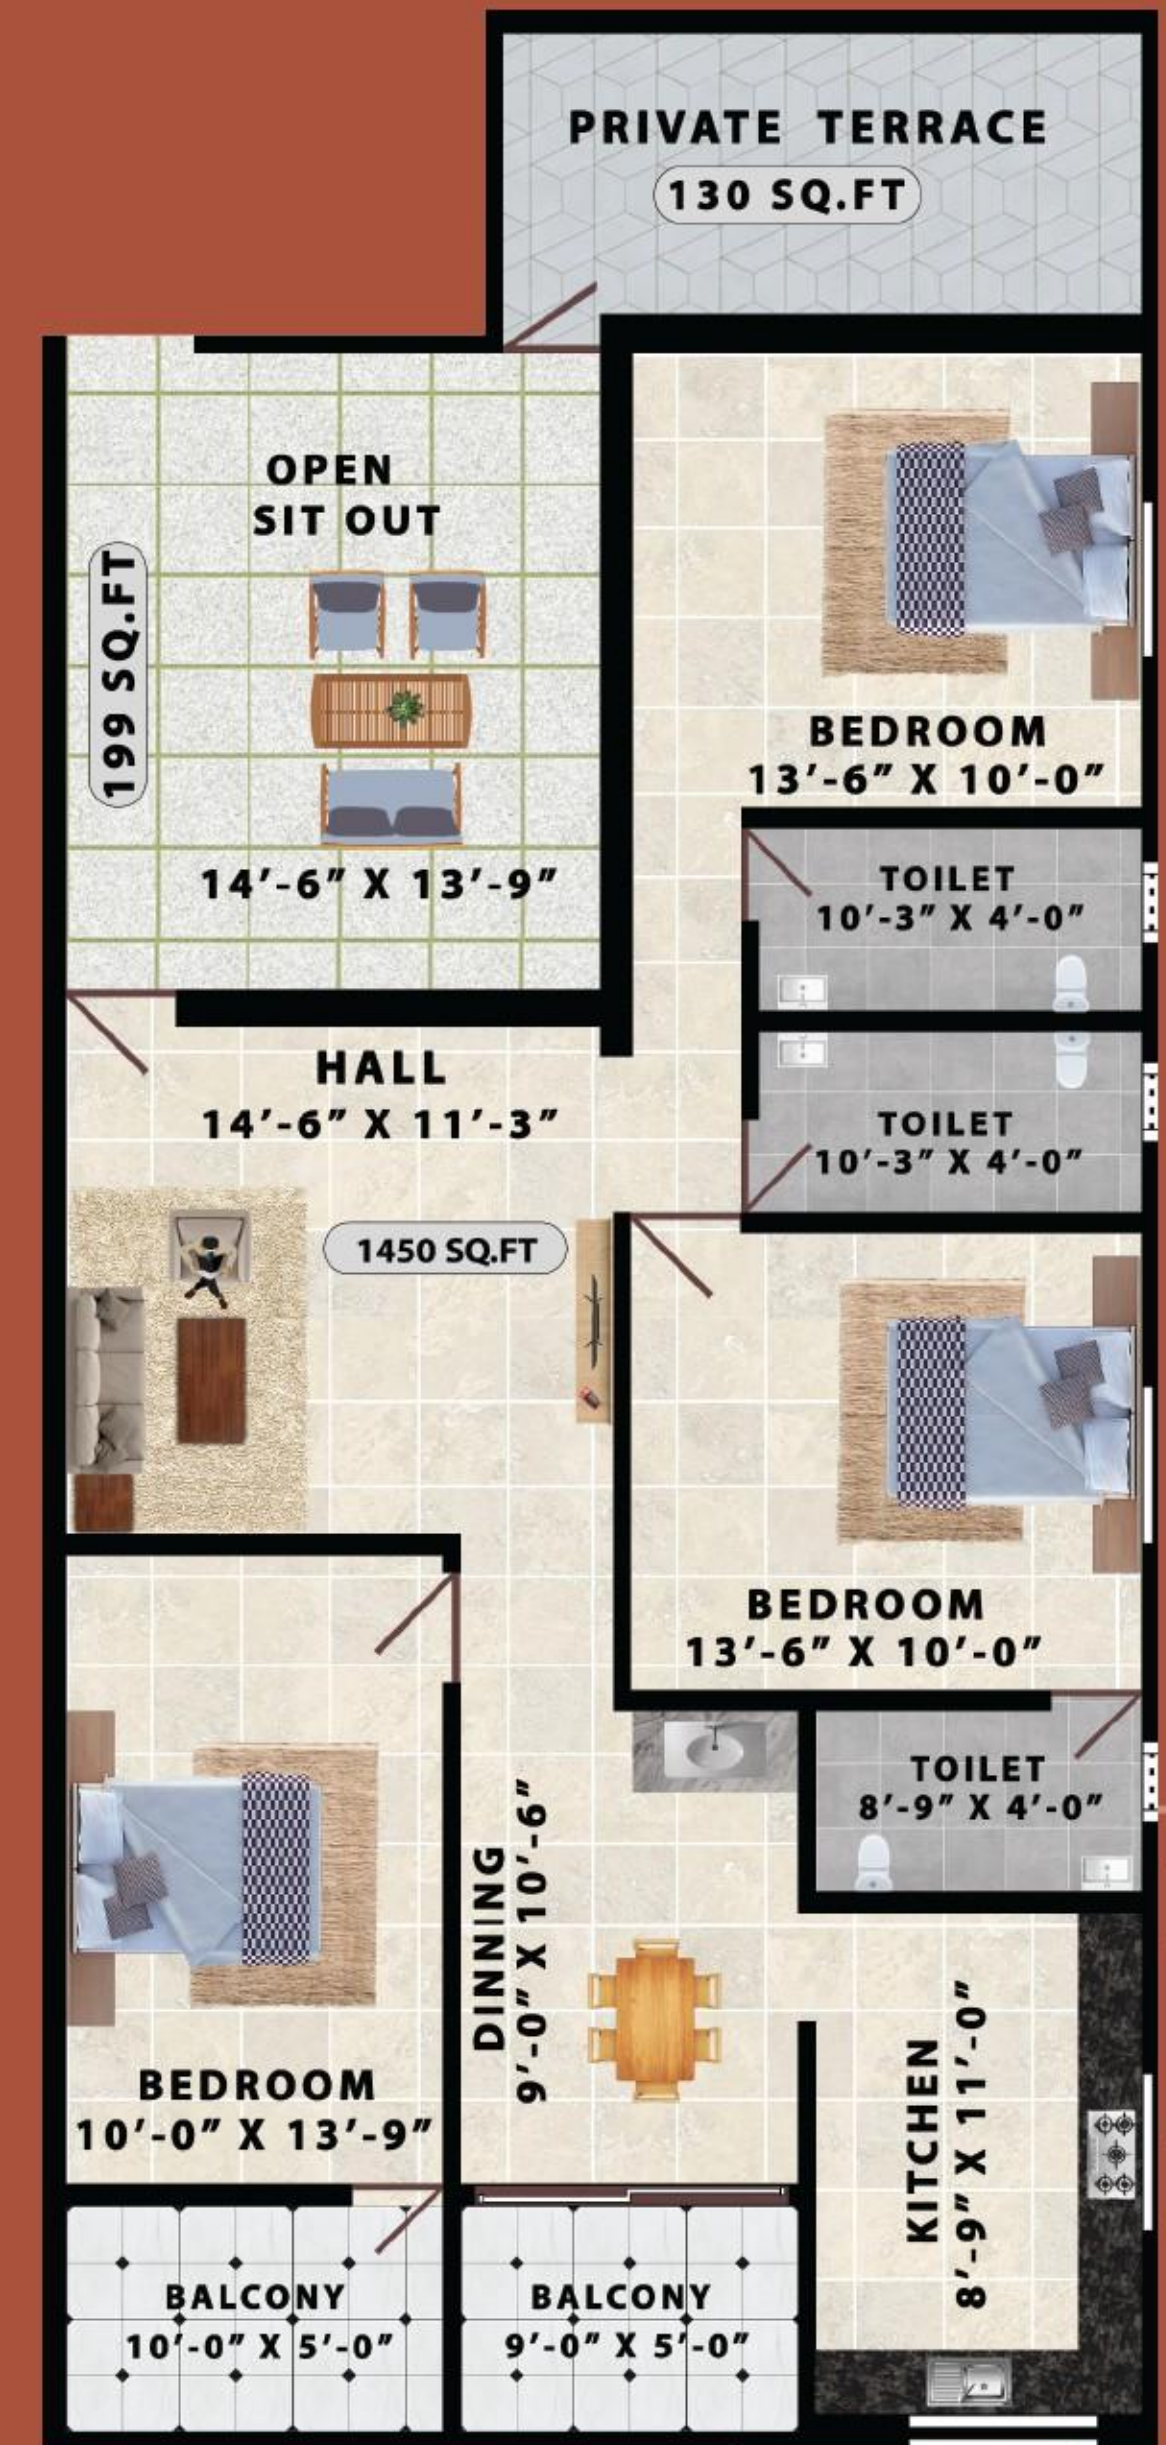 PRIVATE TERRACE
130 SQ.FT
OPEN
SIT OUT
199 SQ.FT
14'-6" X 13'-9"
BEDROOM
13'-6" X 10'-0"
TOILET
10'-3" X 4'-0"
HALL
14'-6" X 11'-3"
TOILET
10'-3" X 4'-0"
1450 SQ.FT
BEDROOM
13'-6" X 10'-0"
TOILET
8'-9" X 4'-0"
DINNING
9'-0" X 10'-6"
BEDROOM
10'-0" X 13'-9"
KITCHEN
8'-9" X 11'-0"
BALCONY
10'-0" X 5'-0"
BALCONY
9'-0" X 5'-0"